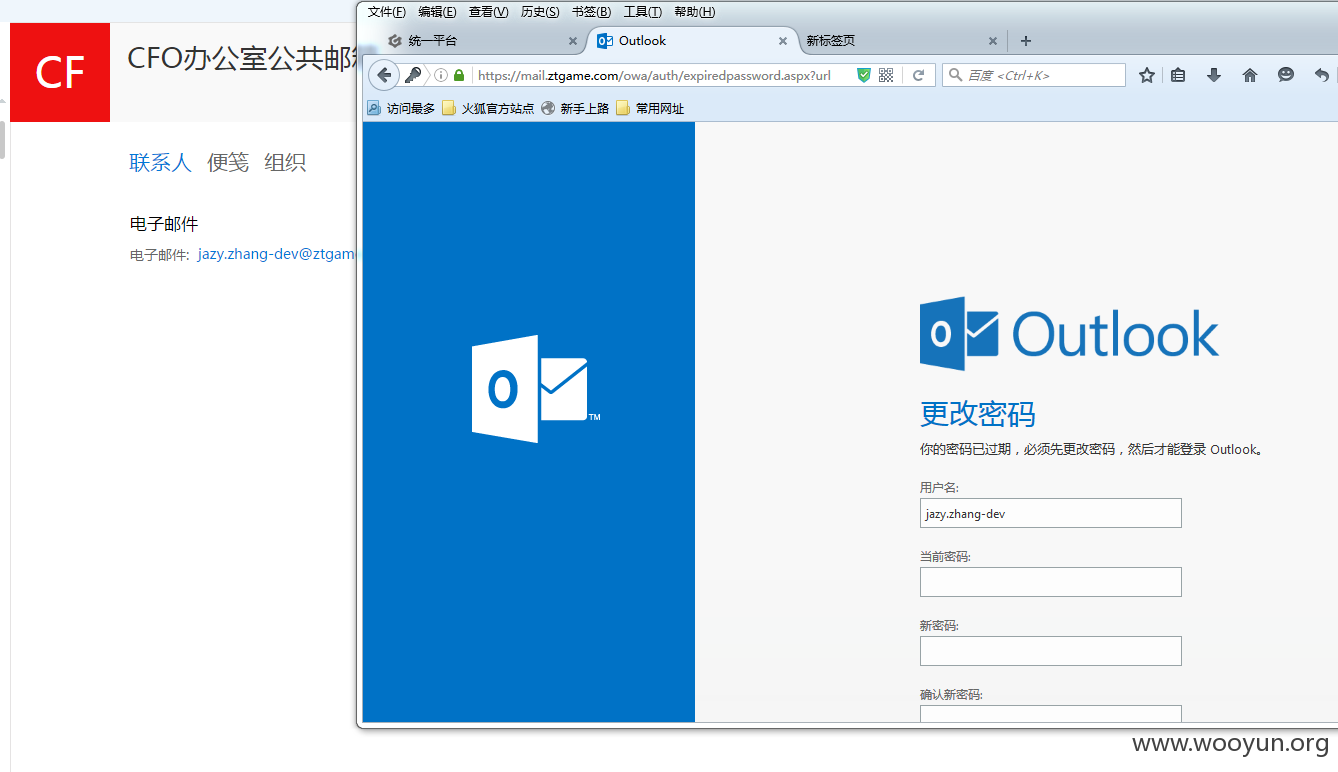 CF
CFO办公室公共邮
联系人 便笺 组织
电子邮件
电子邮件: jazy.zhang-dev@ztgam
文件(F) 编辑(E) 查看(V) 历史(S) 书签(B) 工具(T) 帮助(H)
统一平台 Outlook 新标签页
https://mail.ztgame.com/owa/auth/expiredpassword.aspx?url 百度 <Ctrl+K>
访问最多 火狐官方站点 新手上路 常用网址
O
TM
O Outlook
更改密码
你的密码已过期，必须先更改密码，然后才能登录 Outlook。
用户名:
jazy.zhang-dev
当前密码:
新密码:
确认新密码:
www.wooyun.org